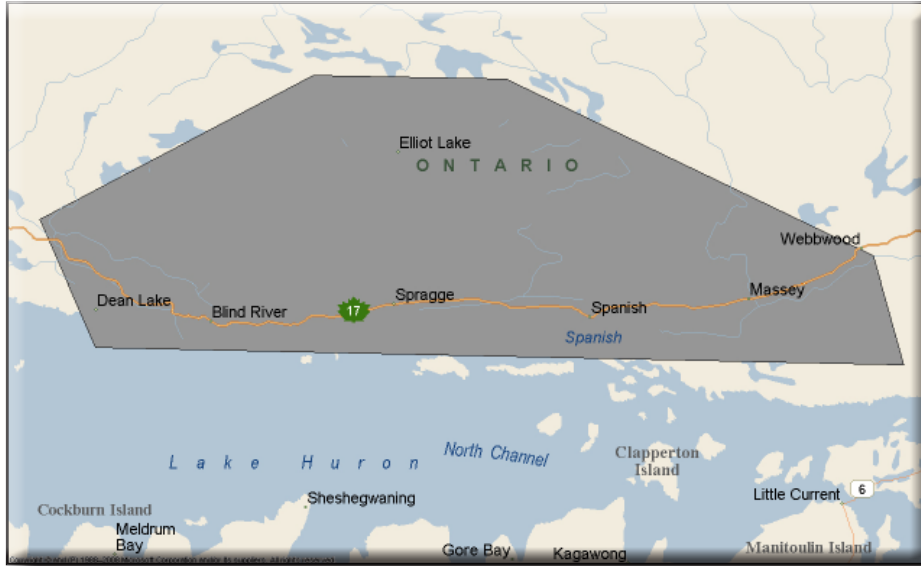 Elliot Lake
ONTARIO
Webbwood
Dean Lake
Blind River
17
Spragge
Spanish
Massey
Spanish
Lake Huron
North Channel
Clapperton
Island
Cockburn Island
Sheshegwaning
Little Current
6
Meldrum
Bay
Gore Bay
Kagawong
Manitoulin Island